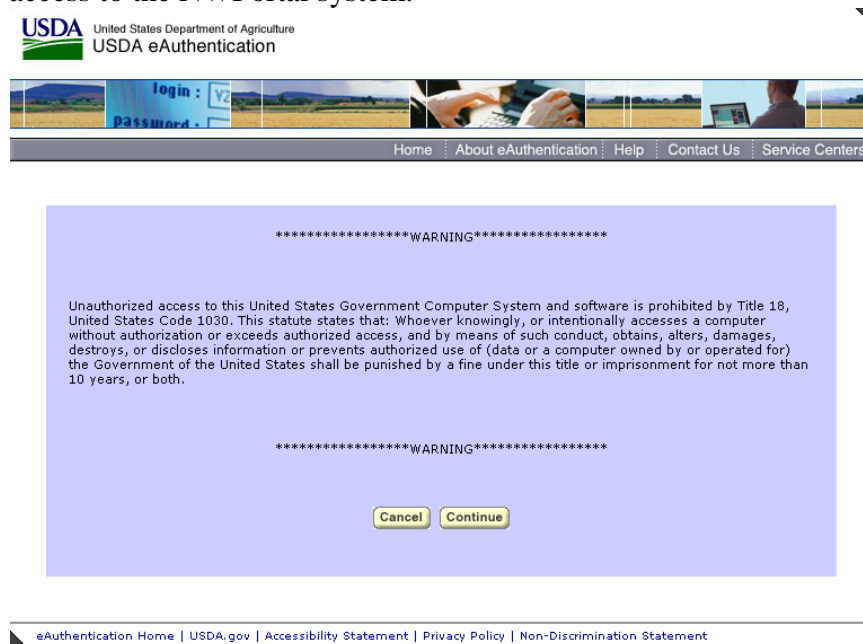 access to the NWPortal system.
USDA
United States Department of Agriculture
USDA eAuthentication
login :
password :
Home About eAuthentication Help Contact Us Service Centers
*****************WARNING*****************
Unauthorized access to this United States Government Computer System and software is prohibited by Title 18,
United States Code 1030. This statute states that: Whoever knowingly, or intentionally accesses a computer
without authorization or exceeds authorized access, and by means of such conduct, obtains, alters, damages,
destroys, or discloses information or prevents authorized use of (data or a computer owned by or operated for)
the Government of the United States shall be punished by a fine under this title or imprisonment for not more than
10 years, or both.
*****************WARNING*****************
Cancel Continue
eAuthentication Home | USDA.gov | Accessibility Statement | Privacy Policy | Non-Discrimination Statement